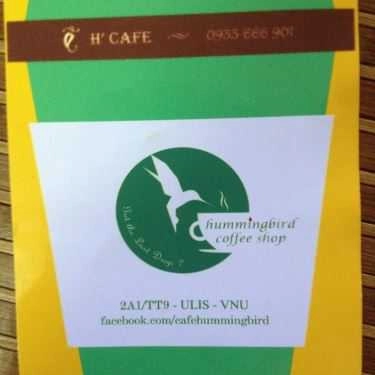 H' CAFE 0933 666 901
hummingbird
coffee shop
2A1/TT9 - ULIS - VNU
facebook.com/cafehummingbird